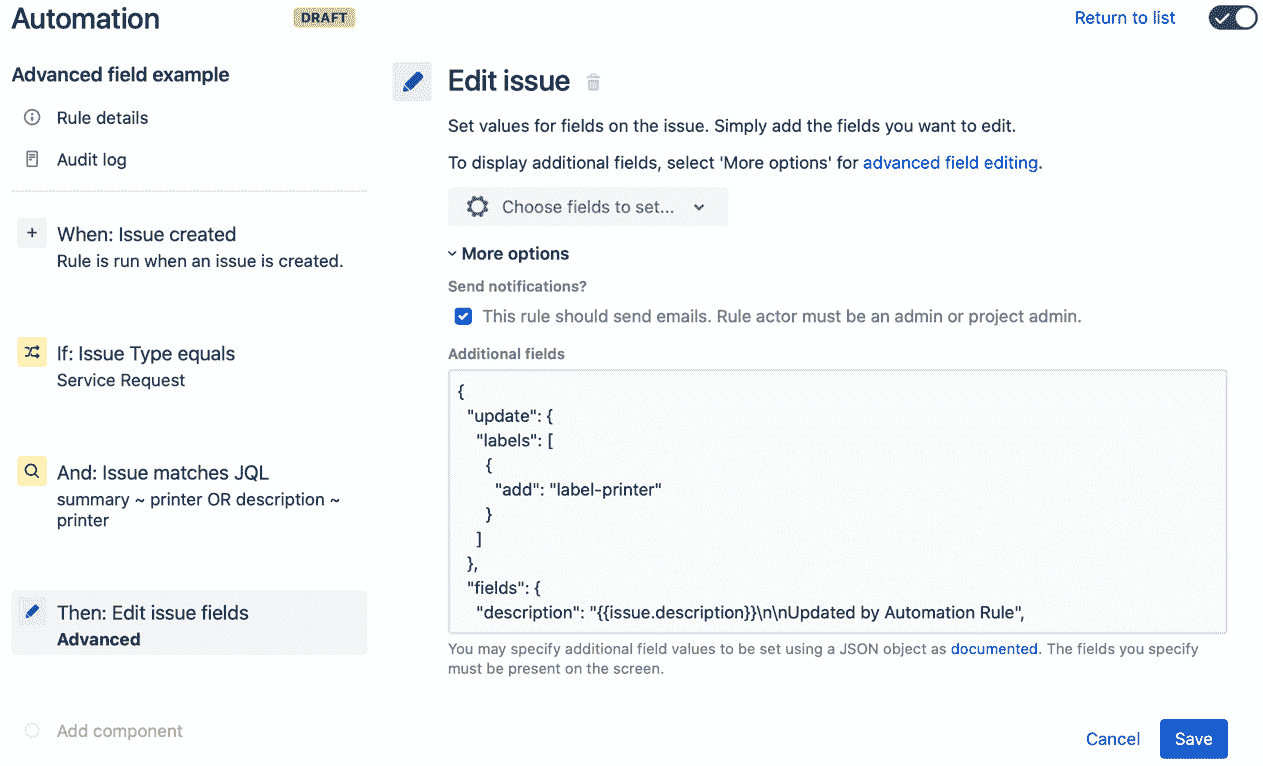 Automation
DRAFT
Return to list
Advanced field example
Rule details
Audit log
When: Issue created
Rule is run when an issue is created.
If: Issue Type equals
Service Request
And: Issue matches JQL
summary ~ printer OR description ~
printer
Then: Edit issue fields
Advanced
Add component
Edit issue
Set values for fields on the issue. Simply add the fields you want to edit.
To display additional fields, select 'More options' for advanced field editing.
Choose fields to set...
More options
Send notifications?
This rule should send emails. Rule actor must be an admin or project admin.
Additional fields
{
"update": {
"labels": [
{
"add": "label-printer"
}
]
},
"fields": {
"description": "{{issue.description}}\n\nUpdated by Automation Rule",
You may specify additional field values to be set using a JSON object as documented. The fields you specify
must be present on the screen.
Cancel
Save